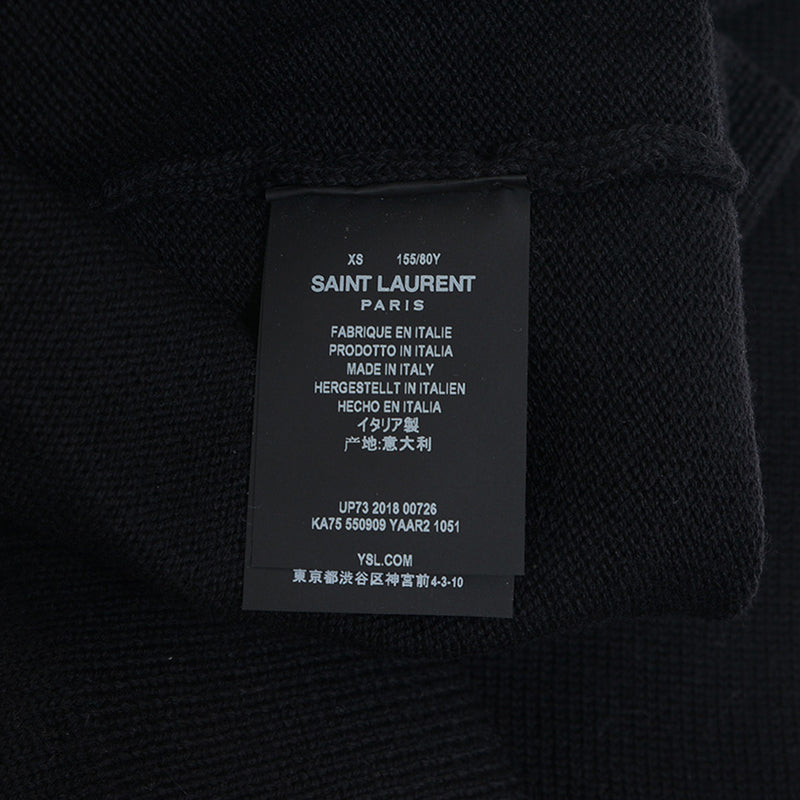 XS 155/80Y
SAINT LAURENT
PARIS
FABRIQUE EN ITALIE
PRODOTTO IN ITALIA
MADE IN ITALY
HERGESTELLT IN ITALIEN
HECHO EN ITALIA
イタリア製
产地:意大利
UP73 2018 00726
KA75 550909 YAAR2 1051
YSL.COM
東京都渋谷区神宮前4-3-10